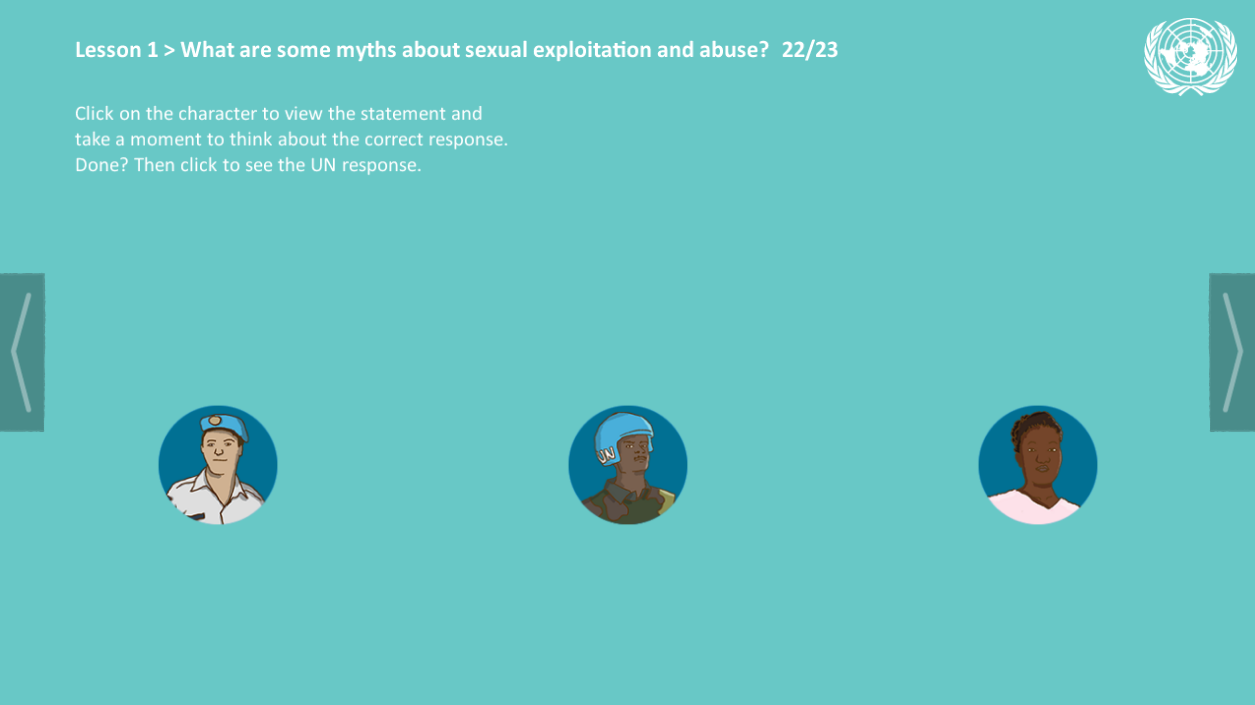 Lesson 1 > What are some myths about sexual exploitation and abuse? 22/23
Click on the character to view the statement and
take a moment to think about the correct response.
Done? Then click to see the UN response.
UN